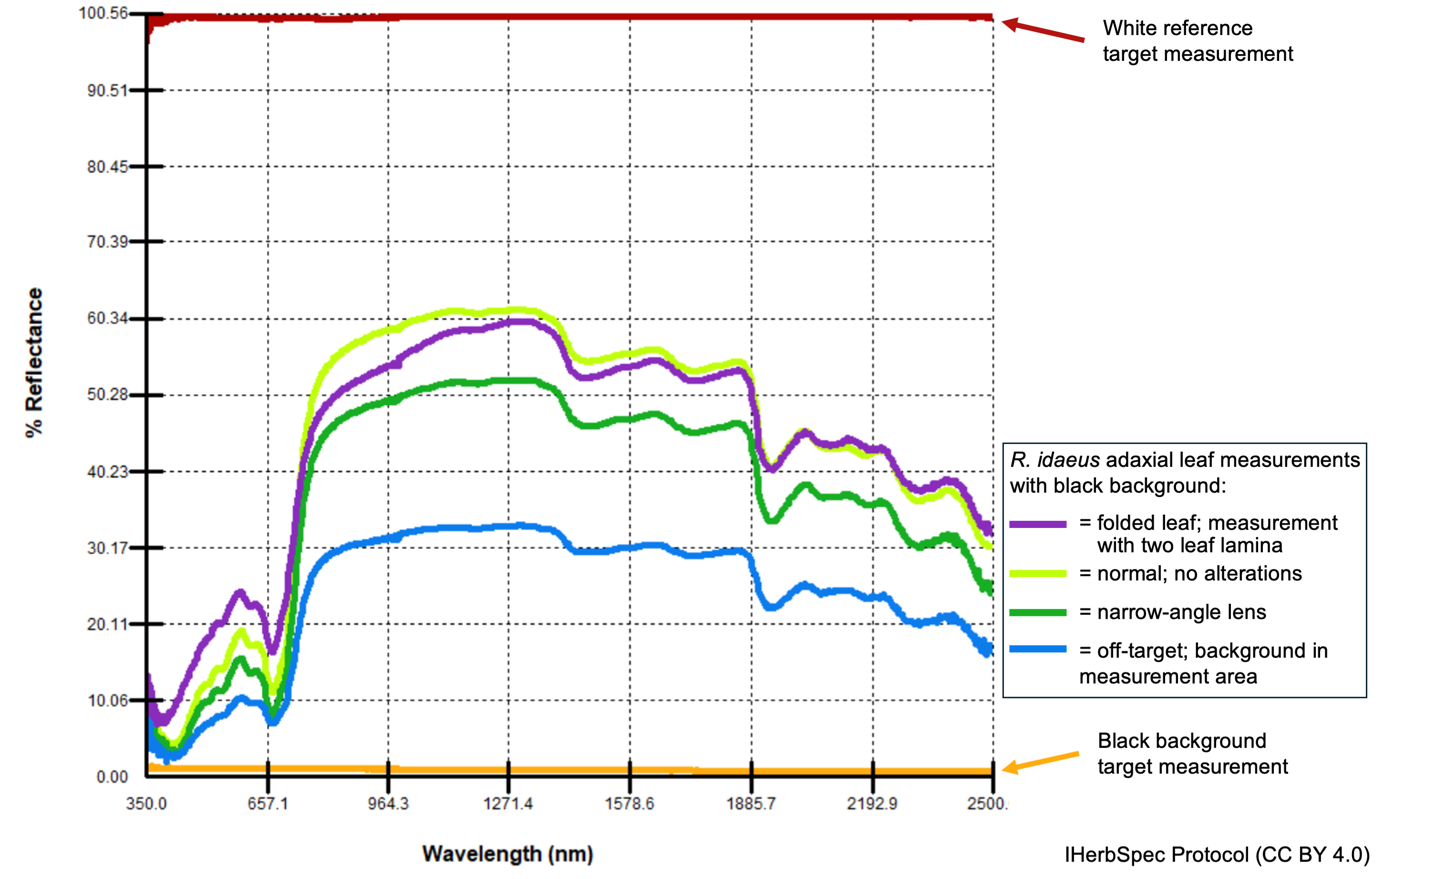 100.56
90.51
80.45
70.39
60.34
50.28
40.23
30.17
20.11
10.06
0.00
% Reflectance
350.0
657.1
964.3
1271.4
1578.6
1885.7
2192.9
2500.
Wavelength (nm)
White reference
target measurement
R. idaeus adaxial leaf measurements
with black background:
= folded leaf; measurement
with two leaf lamina
= normal; no alterations
= narrow-angle lens
= off-target; background in
measurement area
Black background
target measurement
IHerbSpec Protocol (CC BY 4.0)